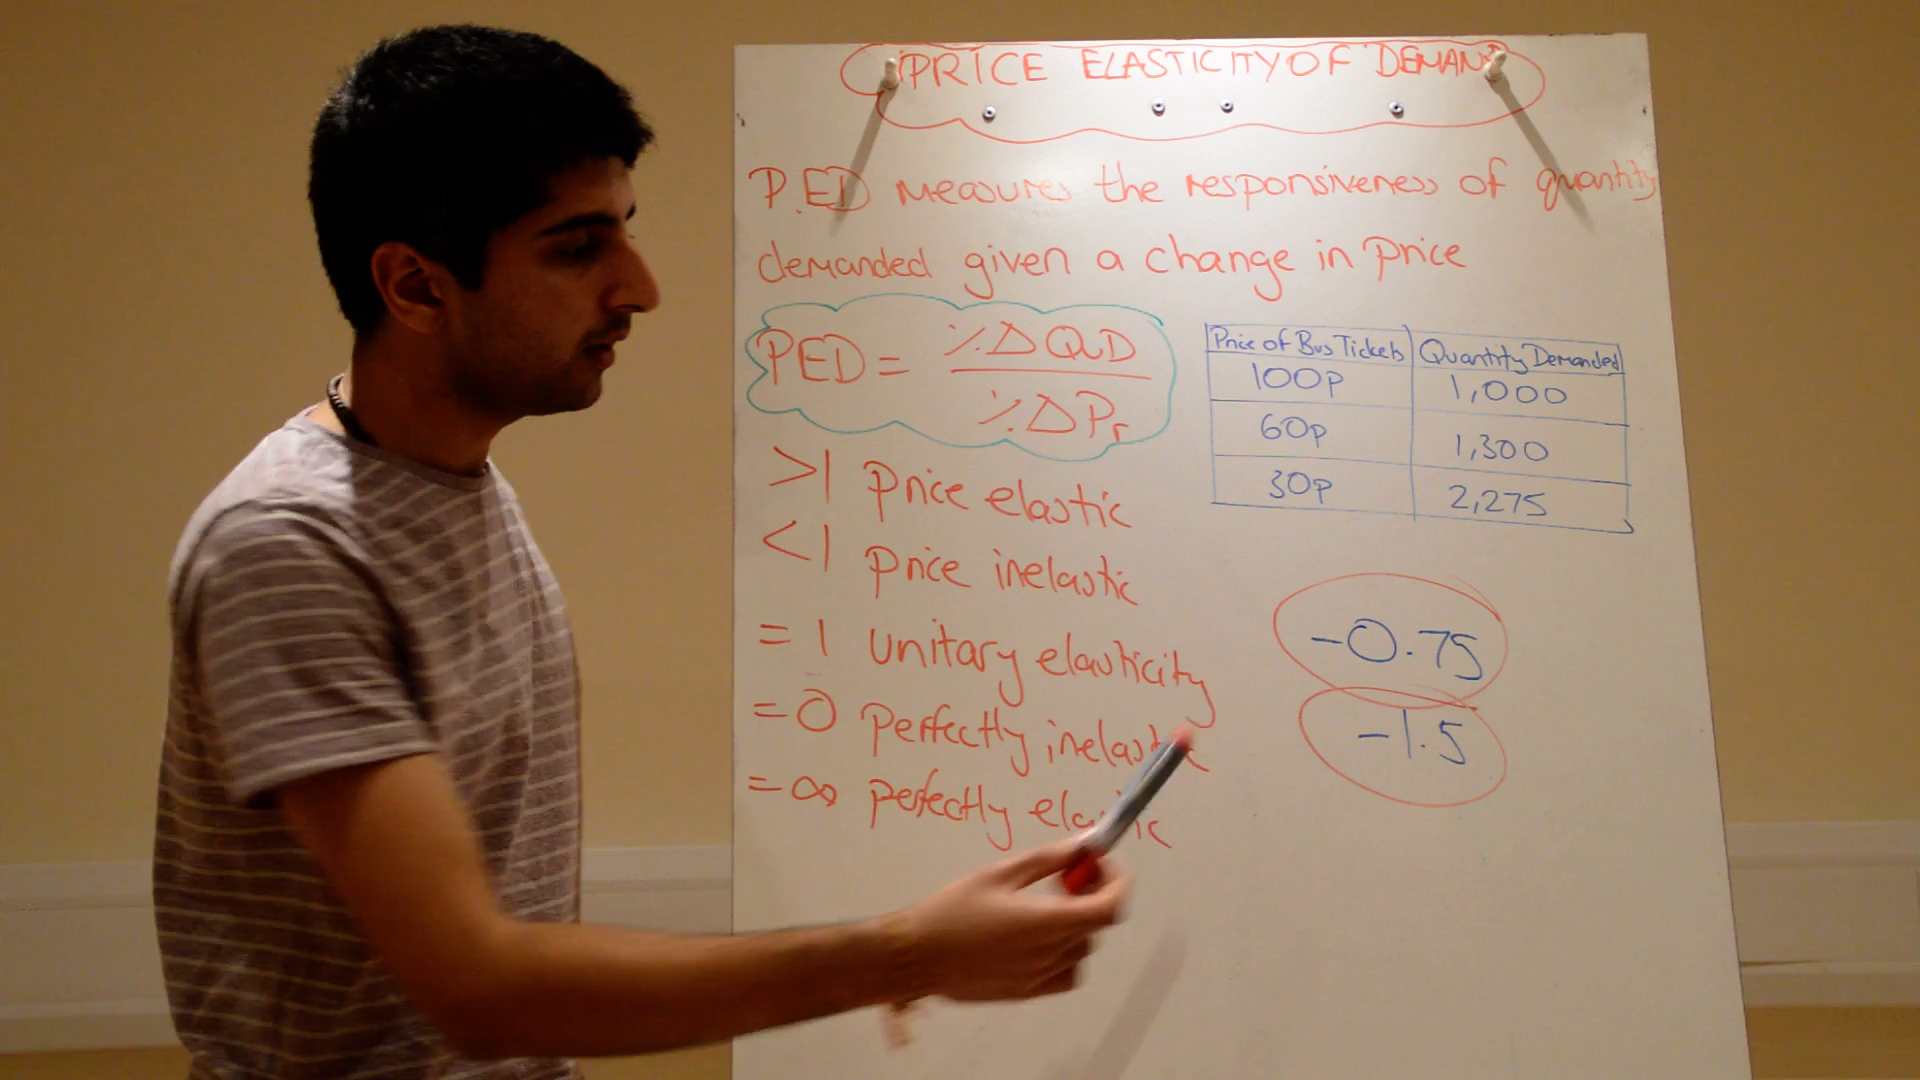 PRICE ELASTICITY OF DEMAND
P.ED measures the responsiveness of quantity
demanded given a change in price
PED = %ΔQD
%ΔPr
>1 price elastic
<1 price inelastic
=1 unitary elasticity
=0 perfectly inelastic
=∞ perfectly elastic
Price of Bus Tickets Quantity Demanded
100p 1,000
60p 1,300
30p 2,275
-0.75
-1.5